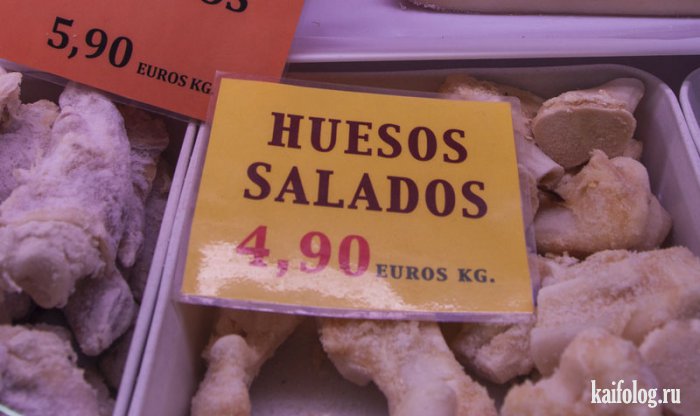 5,90 EUROS KG.
HUESOS
SALADOS
4,90 EUROS KG.
kaifolog.ru